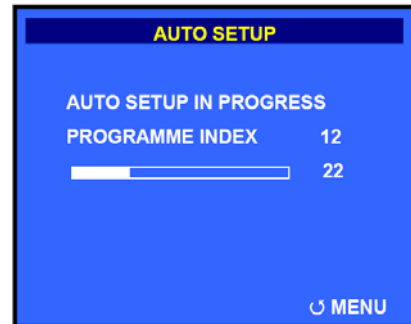 AUTO SETUP
AUTO SETUP IN PROGRESS
PROGRAMME INDEX 12
22
↺ MENU